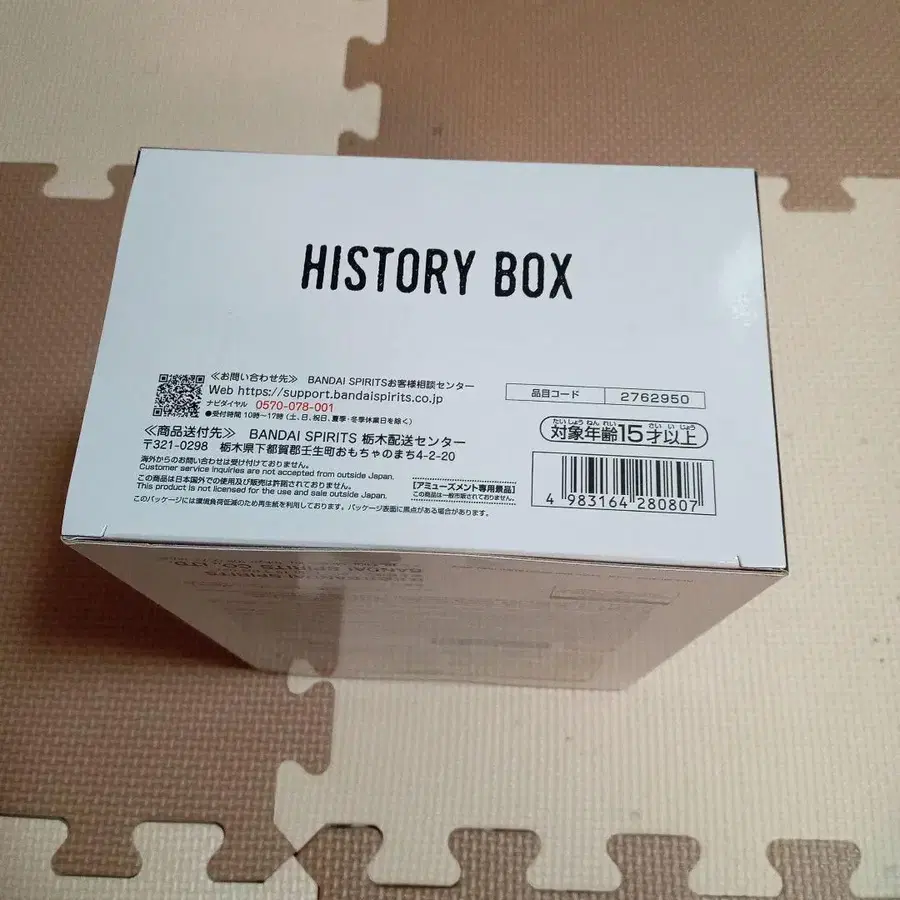 HISTORY BOX
≪お問い合わせ先≫ BANDAI SPIRITSお客様相談センター
Web https://support.bandaispirits.co.jp
ナビダイヤル 0570-078-001
●受付時間 10時～17時(土、日、祝日、夏季・冬季休業日を除く)
≪商品送付先≫ BANDAI SPIRITS 栃木配送センター
〒321-0298 栃木県下都賀郡壬生町おもちゃのまち4-2-20
海外からのお問い合わせは受け付けておりません。
Customer service inquiries are not accepted from outside Japan.
この商品は日本国外での使用及び販売は許諾されておりません。
This product is not licensed for the use and sale outside Japan.
このパッケージには環境負荷低減のため再生紙を利用しております。パッケージ表面に黒点がある場合があります。
[アミューズメント専用景品]
この商品は一般市販されておりません。
品目コード 2762950
たいしょうねんれい さいいじょう
対象年齢15才以上
4 983164 280807
BANDAI SPIRITS CO., LTD.